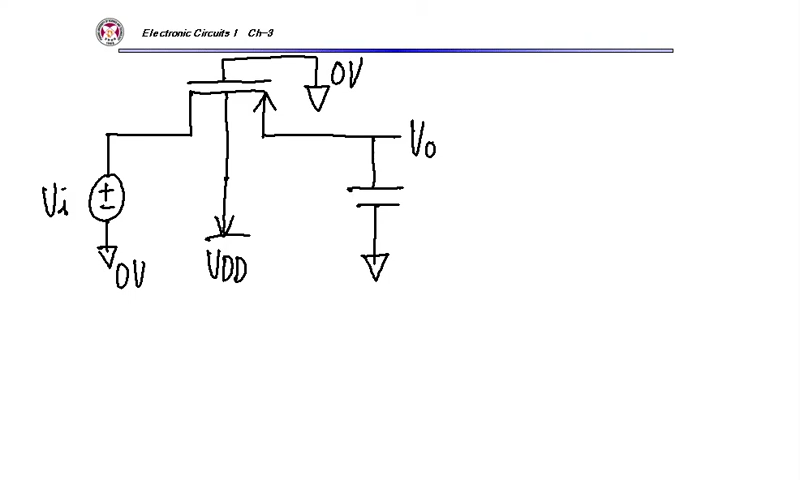 Electronic Circuits 1 Ch-3
0V
Vo
Vi
+
−
0V
VDD